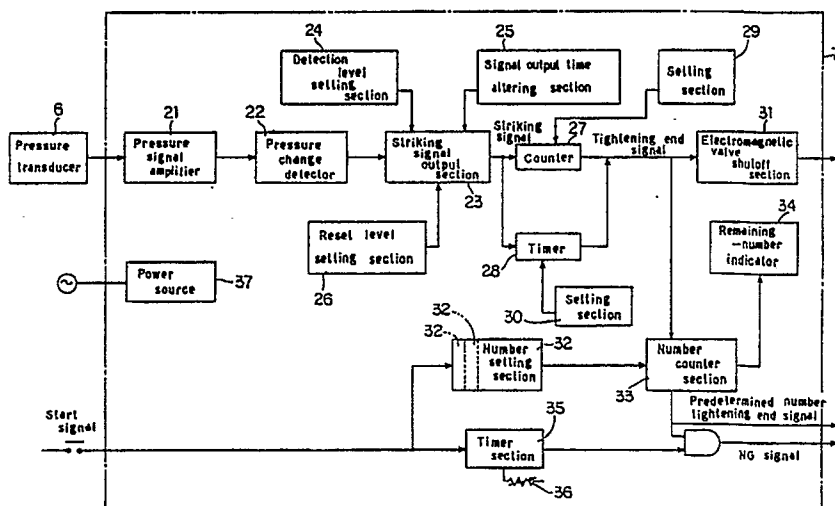 24
Detection
level
setting
section
25
Signal output time
altering section
29
Setting
section
6
Pressure
transducer
21
Pressure
signal
amplifier
22
Pressure
change
detector
Striking
signal
output
section
23
Striking
signal
27
Counter
Tightening end
signal
31
Electromagnetic
valve
shutoff
section
Reset level
setting section
26
Timer
28
34
Remaining
-number
indicator
Power
source
37
Setting
section
30
32
32
Number
setting
section
32
Number
counter
section
33
Predetermined number
tightening end signal
Start
signal
35
Timer
section
36
NG signal